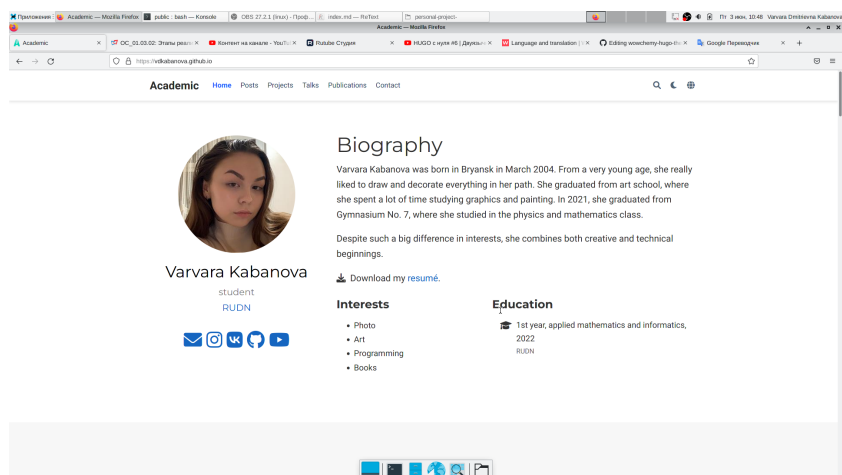 Приложения
Academic — Mozilla Firefox
public : bash — Konsole
OBS 27.2.1 (linux) - Проф...
index.md — ReText
personal-project-
Пт 3 июн, 10:48
Varvara Dmitrievna Kabanova
Academic — Mozilla Firefox
Academic
OC_01.03.02: Этапы реал
Контент на канале - YouTu
Rutube Студия
HUGO с нуля #6 | Двуязы
Language and translation |
Editing wowchemy-hugo-the
Google Переводчик
https://vdkabanova.github.io
Academic Home Posts Projects Talks Publications Contact
Biography
Varvara Kabanova was born in Bryansk in March 2004. From a very young age, she really
liked to draw and decorate everything in her path. She graduated from art school, where
she spent a lot of time studying graphics and painting. In 2021, she graduated from
Gymnasium No. 7, where she studied in the physics and mathematics class.
Despite such a big difference in interests, she combines both creative and technical
beginnings.
Download my resumé.
Varvara Kabanova
student
RUDN
Interests
Photo
Art
Programming
Books
Education
1st year, applied mathematics and informatics,
2022
RUDN